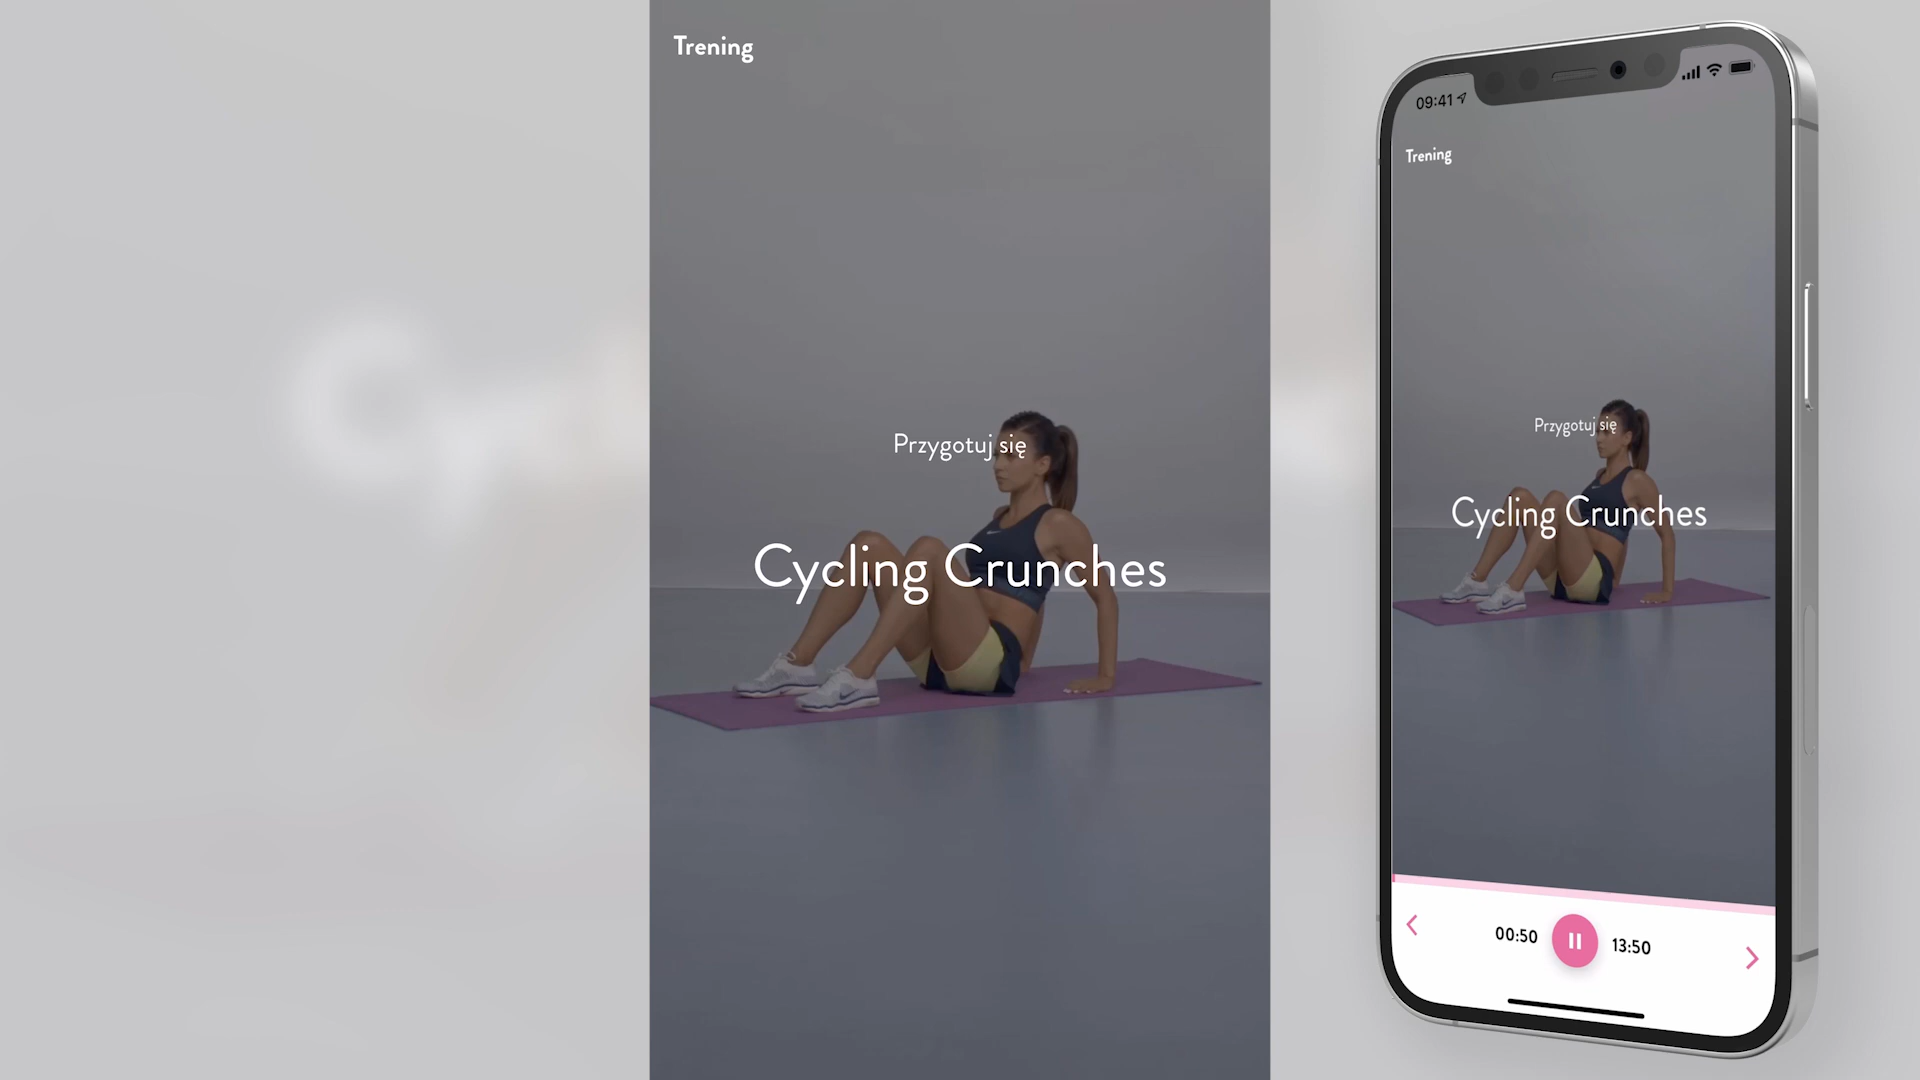 Trening
Przygotuj się
Cycling Crunches
09:41
Trening
Przygotuj się
Cycling Crunches
00:50
13:50